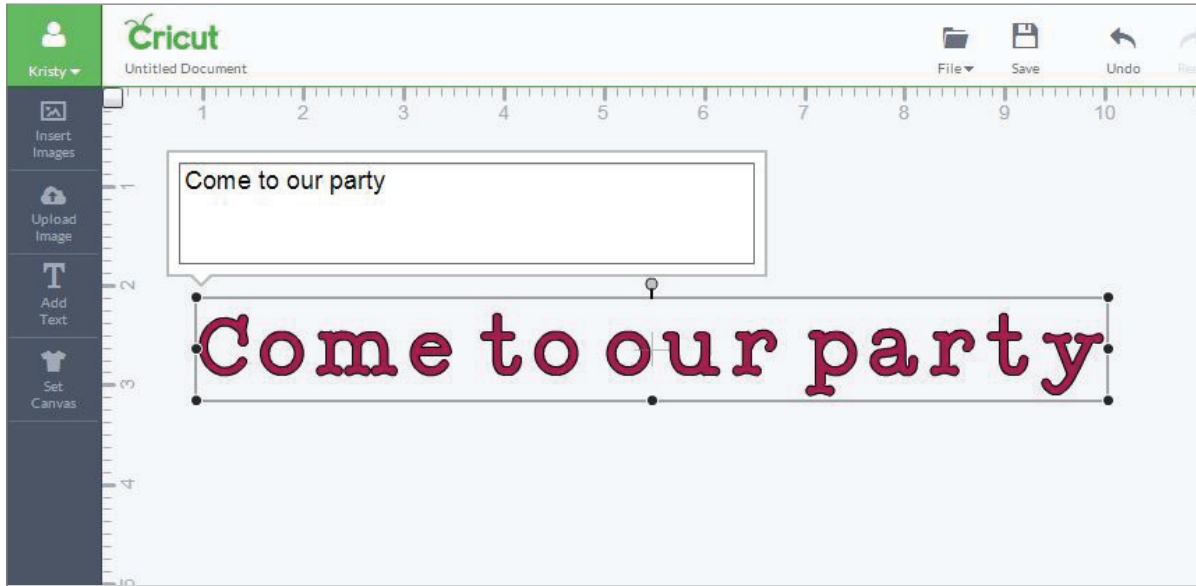 Cricut
Kristy
Untitled Document
File
Save
Undo
1 2 3 4 5 6 7 8 9 10
Insert
Images
Upload
Image
Add
Text
Set
Canvas
1
2
3
4
Come to our party
Come to our party